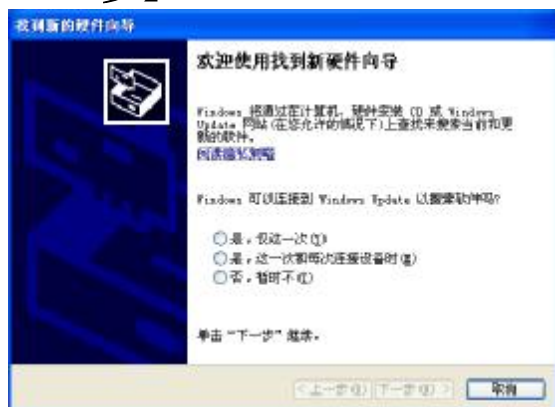 找到新的硬件向导
欢迎使用找到新硬件向导
Windows 将通过在计算机、硬件安装 CD 或 Windows
Update 网站(在您允许的情况下)上查找来搜索当前和更
新的软件。
阅读隐私策略
Windows 可以连接到 Windows Update 以搜索软件吗?
是，仅这一次(Y)
是，这一次和每次连接设备时(E)
否，暂时不(T)
单击“下一步”继续。
<上一步(B) 下一步(N) > 取消